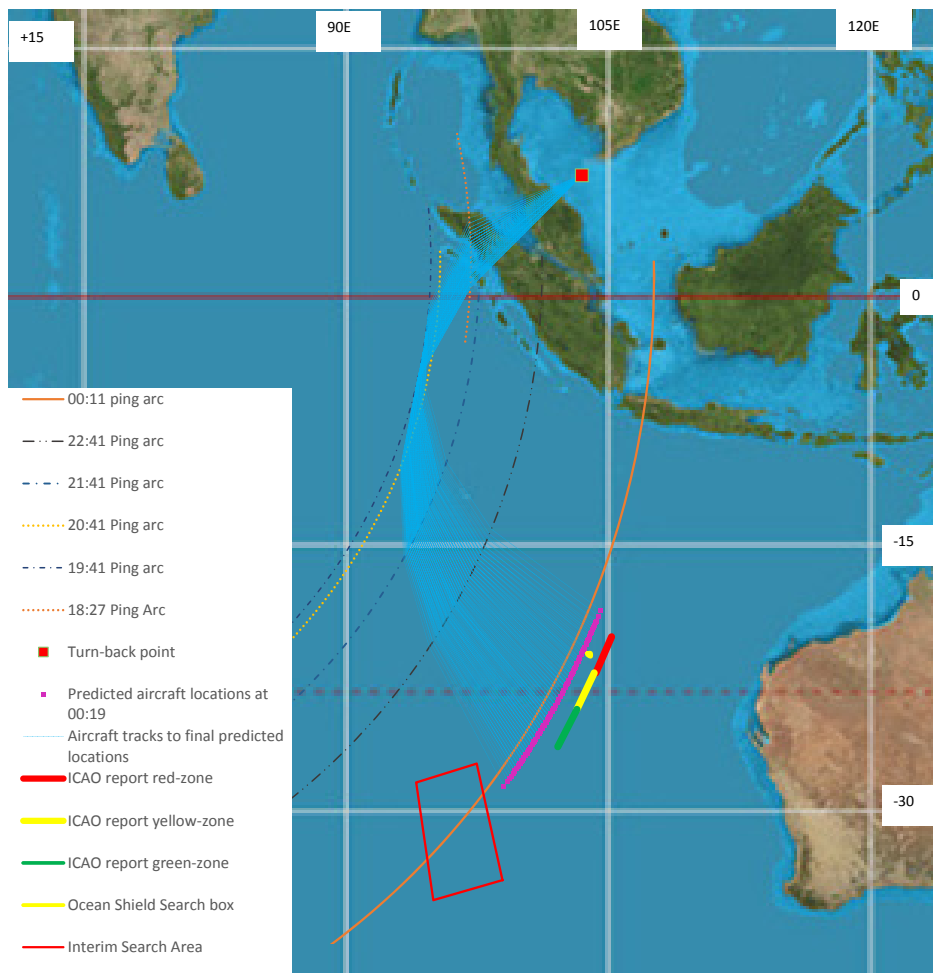 +15
90E
105E
120E
0
-15
-30
00:11 ping arc
22:41 Ping arc
21:41 Ping arc
20:41 Ping arc
19:41 Ping arc
18:27 Ping Arc
Turn-back point
Predicted aircraft locations at
00:19
Aircraft tracks to final predicted
locations
ICAO report red-zone
ICAO report yellow-zone
ICAO report green-zone
Ocean Shield Search box
Interim Search Area